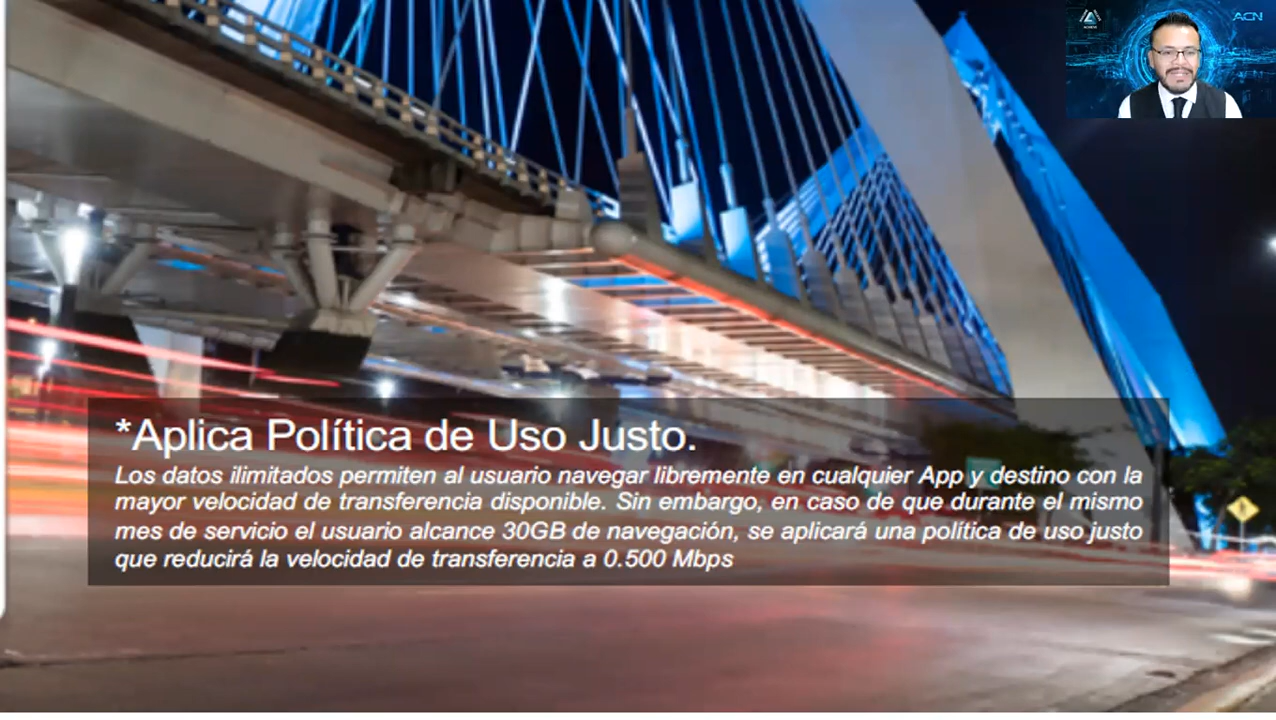 ACN
*Aplica Política de Uso Justo.
Los datos ilimitados permiten al usuario navegar libremente en cualquier App y destino con la
mayor velocidad de transferencia disponible. Sin embargo, en caso de que durante el mismo
mes de servicio el usuario alcance 30GB de navegación, se aplicará una política de uso justo
que reducirá la velocidad de transferencia a 0.500 Mbps